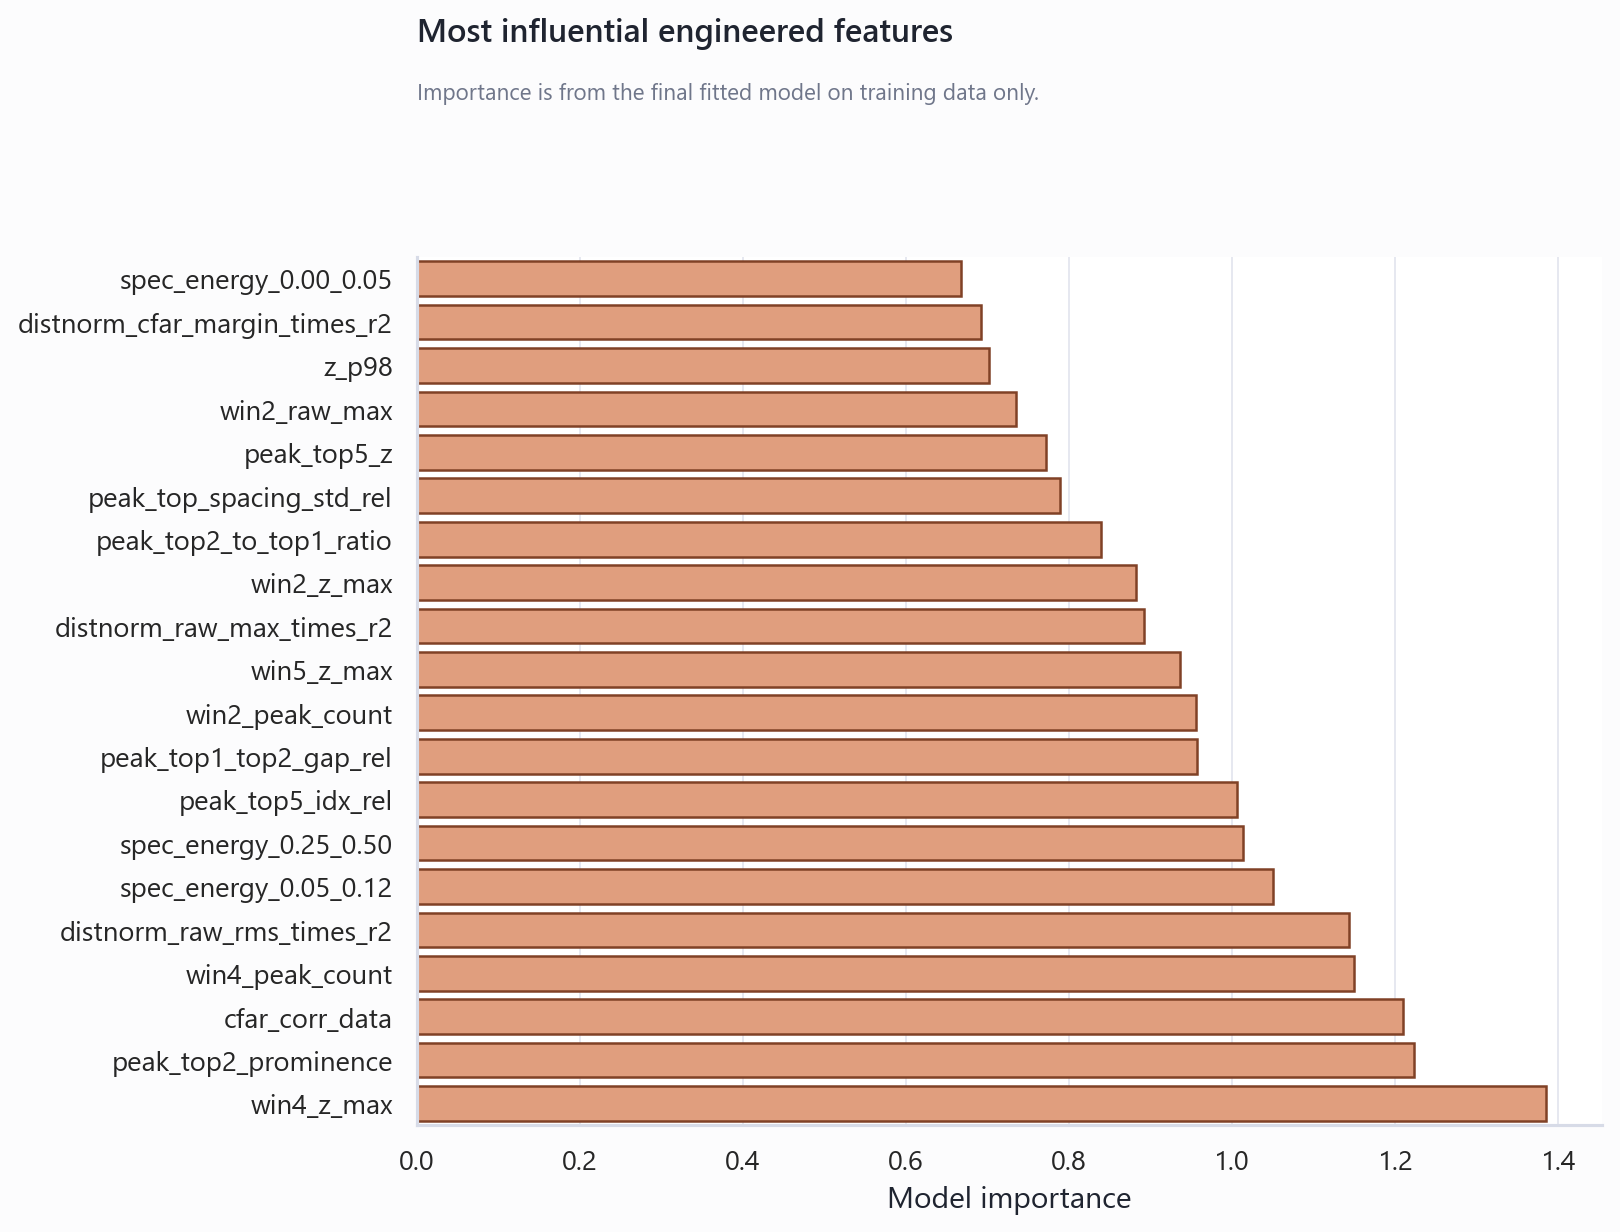 Most influential engineered features
Importance is from the final fitted model on training data only.
spec_energy_0.00_0.05
distnorm_cfar_margin_times_r2
z_p98
win2_raw_max
peak_top5_z
peak_top_spacing_std_rel
peak_top2_to_top1_ratio
win2_z_max
distnorm_raw_max_times_r2
win5_z_max
win2_peak_count
peak_top1_top2_gap_rel
peak_top5_idx_rel
spec_energy_0.25_0.50
spec_energy_0.05_0.12
distnorm_raw_rms_times_r2
win4_peak_count
cfar_corr_data
peak_top2_prominence
win4_z_max
0.0 0.2 0.4 0.6 0.8 1.0 1.2 1.4
Model importance